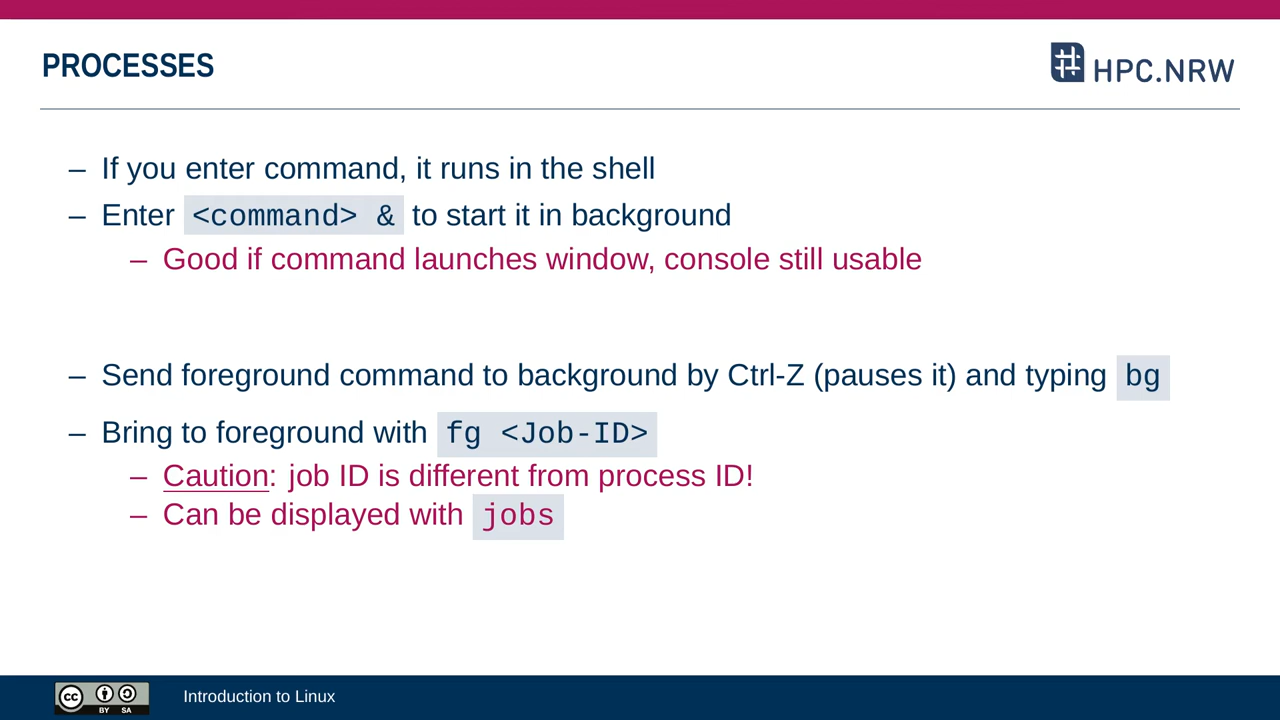 PROCESSES
HPC.NRW
– If you enter command, it runs in the shell
– Enter <command> & to start it in background
– Good if command launches window, console still usable
– Send foreground command to background by Ctrl-Z (pauses it) and typing bg
– Bring to foreground with fg <Job-ID>
– Caution: job ID is different from process ID!
– Can be displayed with jobs
cc BY SA
Introduction to Linux